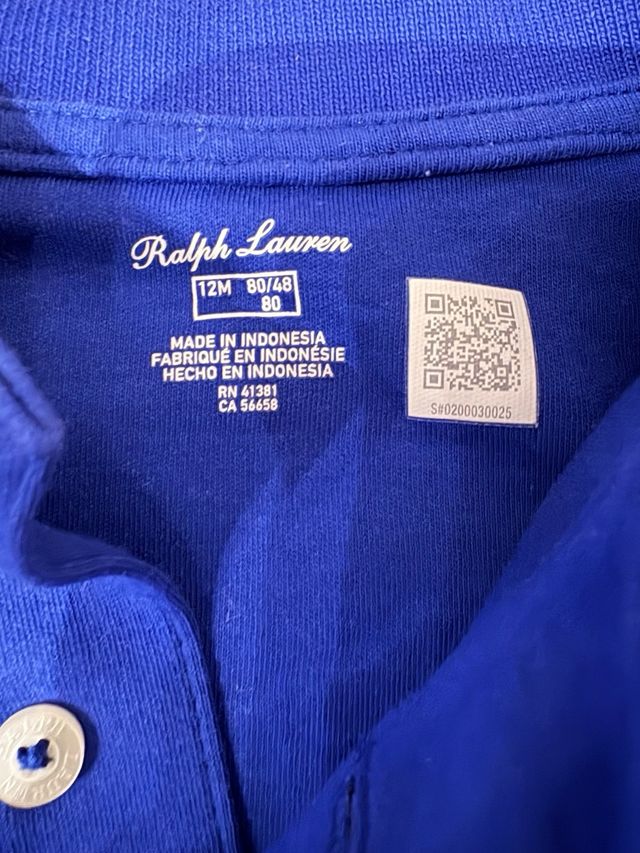 Ralph Lauren
12M 80/48
80
MADE IN INDONESIA
FABRIQUÉ EN INDONÉSIE
HECHO EN INDONESIA
RN 41381
CA 56658
S#0200030025